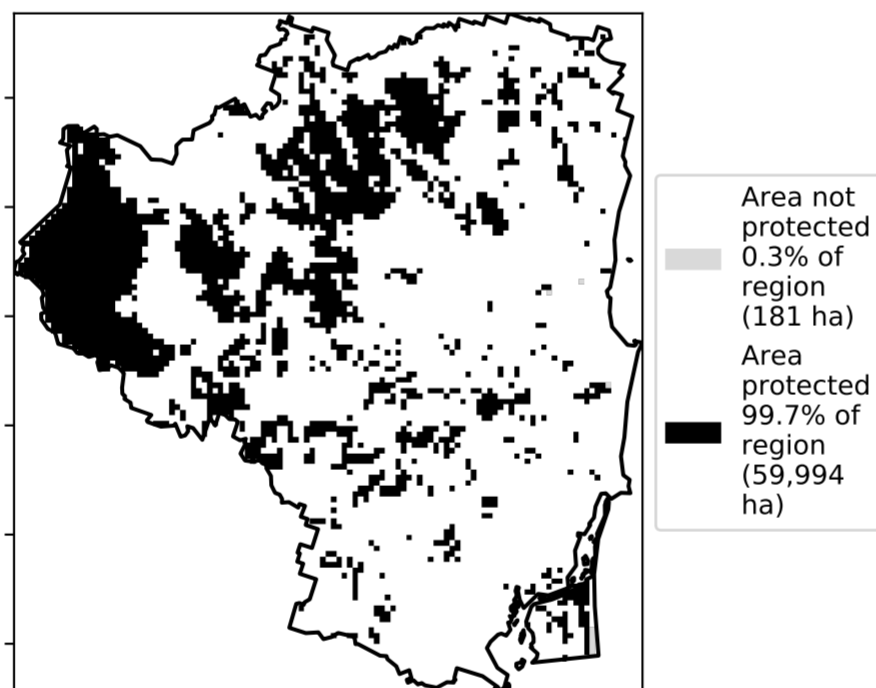 Area not
protected
0.3% of
region
(181 ha)
Area
protected
99.7% of
region
(59,994
ha)